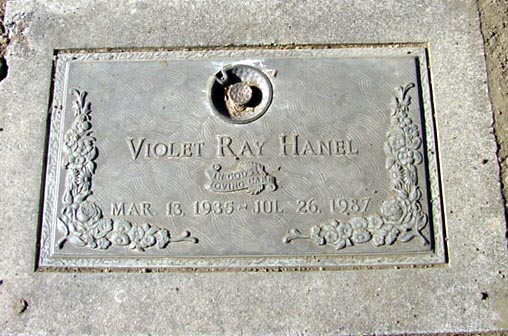 VIOLET RAY HANEL
IN GOD'S
LOVING CARE
MAR. 13, 1935 - JUL. 26, 1987